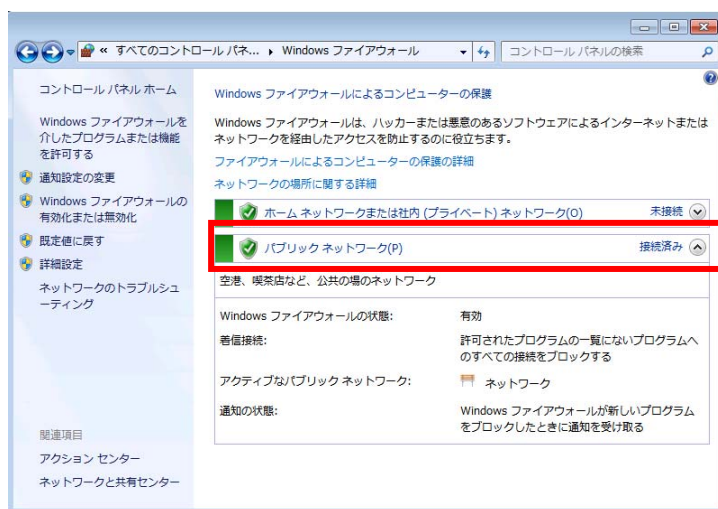 « すべてのコントロール パネ... ▸ Windows ファイアウォール
コントロール パネルの検索
コントロール パネル ホーム
Windows ファイアウォールを
介したプログラムまたは機能
を許可する
通知設定の変更
Windows ファイアウォールの
有効化または無効化
既定値に戻す
詳細設定
ネットワークのトラブルシュ
ーティング
関連項目
アクション センター
ネットワークと共有センター
Windows ファイアウォールによるコンピューターの保護
Windows ファイアウォールは、ハッカーまたは悪意のあるソフトウェアによるインターネットまたは
ネットワークを経由したアクセスを防止するのに役立ちます。
ファイアウォールによるコンピューターの保護の詳細
ネットワークの場所に関する詳細
ホーム ネットワークまたは社内 (プライベート) ネットワーク(O) 未接続
パブリック ネットワーク(P) 接続済み
空港、喫茶店など、公共の場のネットワーク
Windows ファイアウォールの状態: 有効
着信接続: 許可されたプログラムの一覧にないプログラムへ
のすべての接続をブロックする
アクティブなパブリック ネットワーク: ネットワーク
通知の状態: Windows ファイアウォールが新しいプログラム
をブロックしたときに通知を受け取る